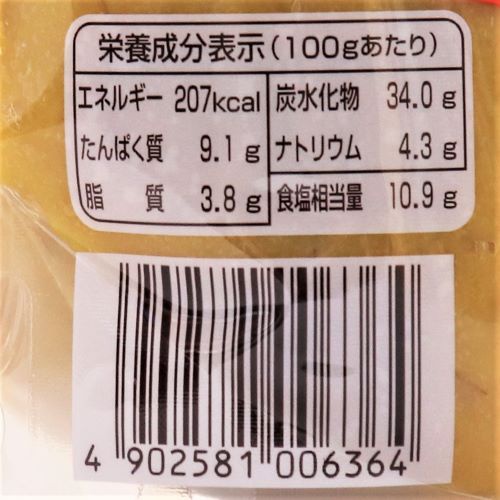 栄養成分表示(100gあたり)
エネルギー 207kcal 炭水化物 34.0 g
たんぱく質 9.1 g ナトリウム 4.3 g
脂質 3.8 g 食塩相当量 10.9 g
4 902581 006364